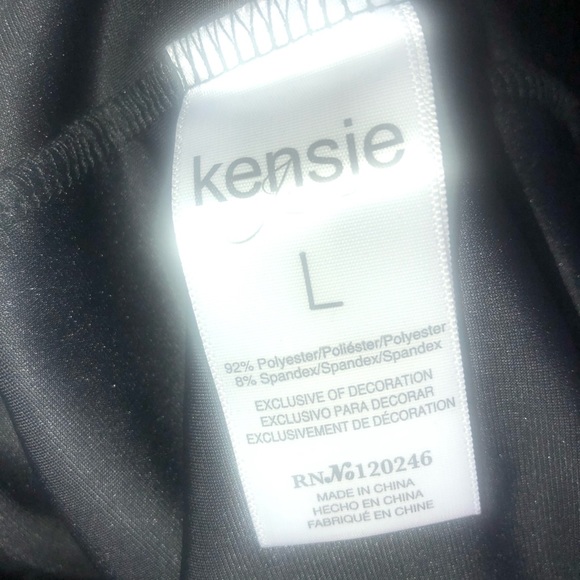 kensie
L
92% Polyester/Poliéster/Polyester
8% Spandex/Spandex/Spandex
EXCLUSIVE OF DECORATION
EXCLUSIVO PARA DECORAR
EXCLUSIVEMENT DE DÉCORATION
RN№120246
MADE IN CHINA
HECHO EN CHINA
FABRIQUÉ EN CHINE